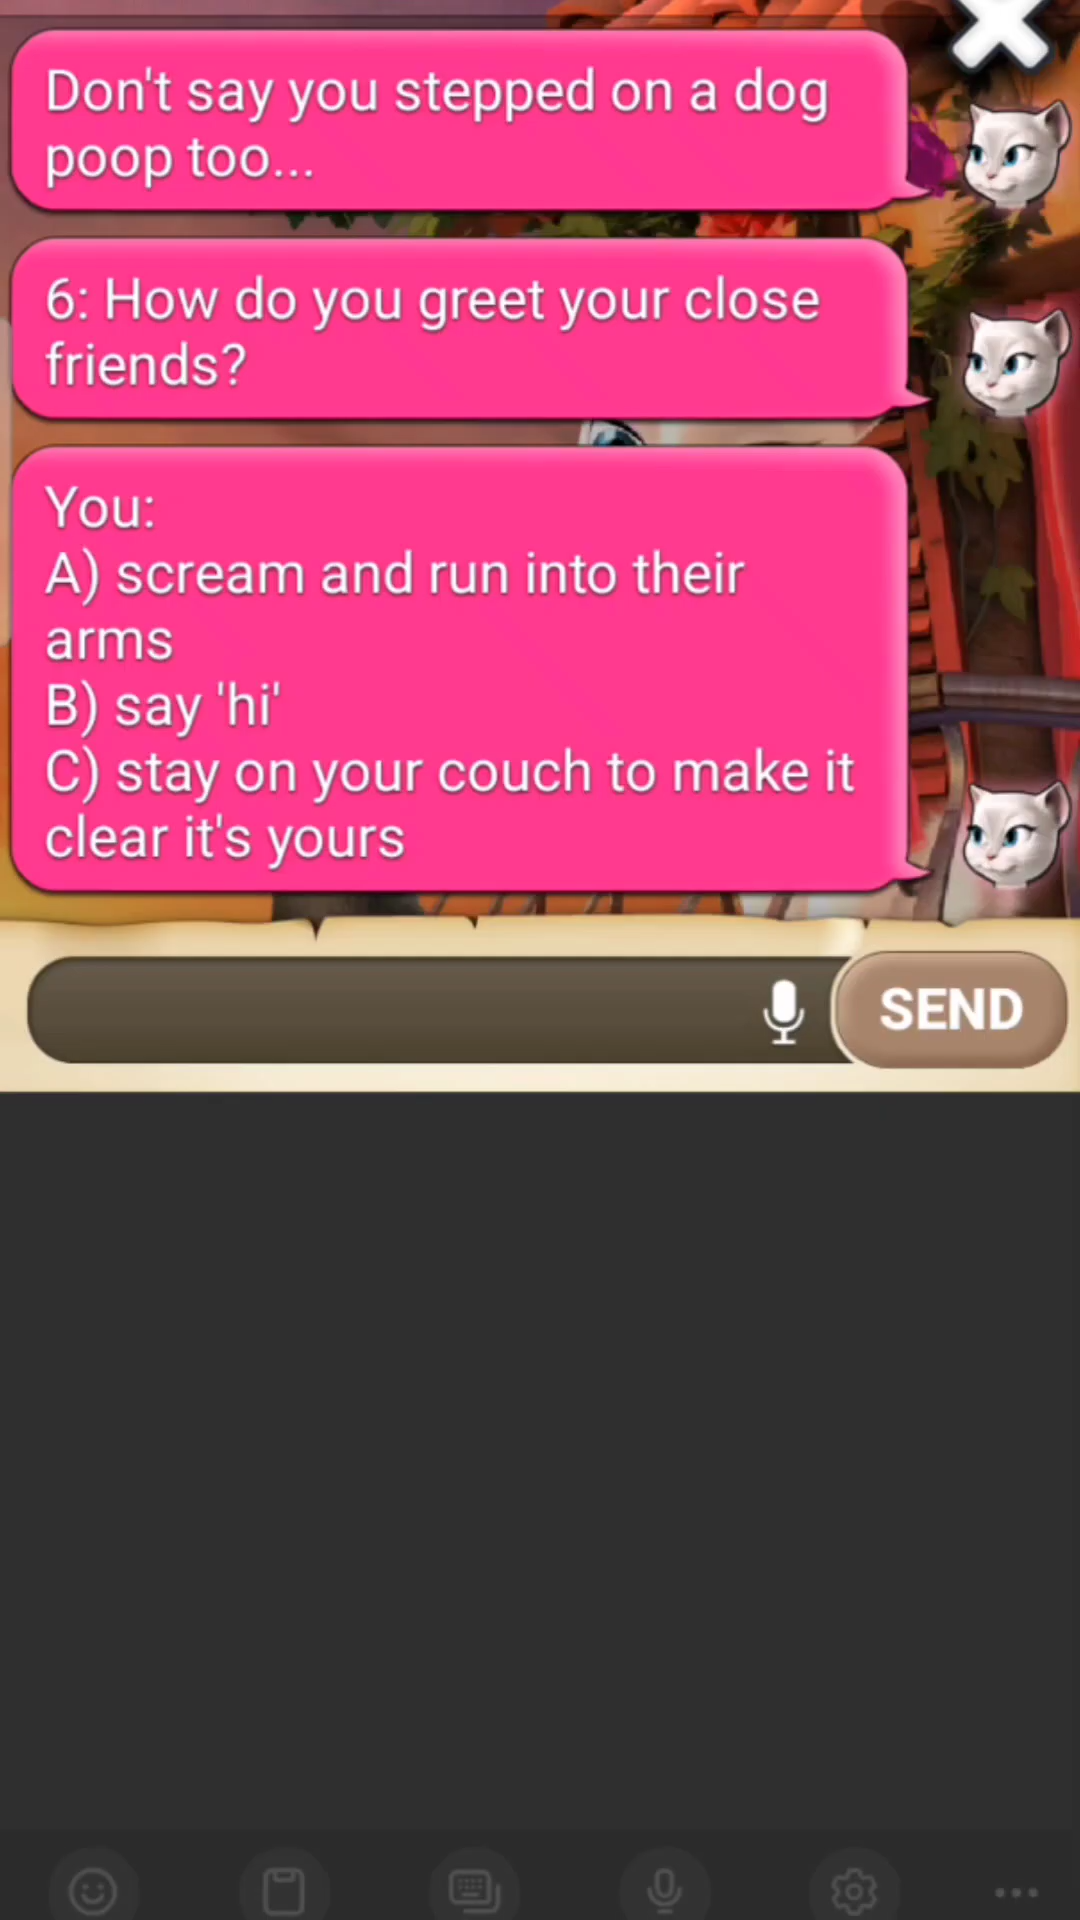 Don't say you stepped on a dog
poop too...
6: How do you greet your close
friends?
You:
A) scream and run into their
arms
B) say 'hi'
C) stay on your couch to make it
clear it's yours
SEND